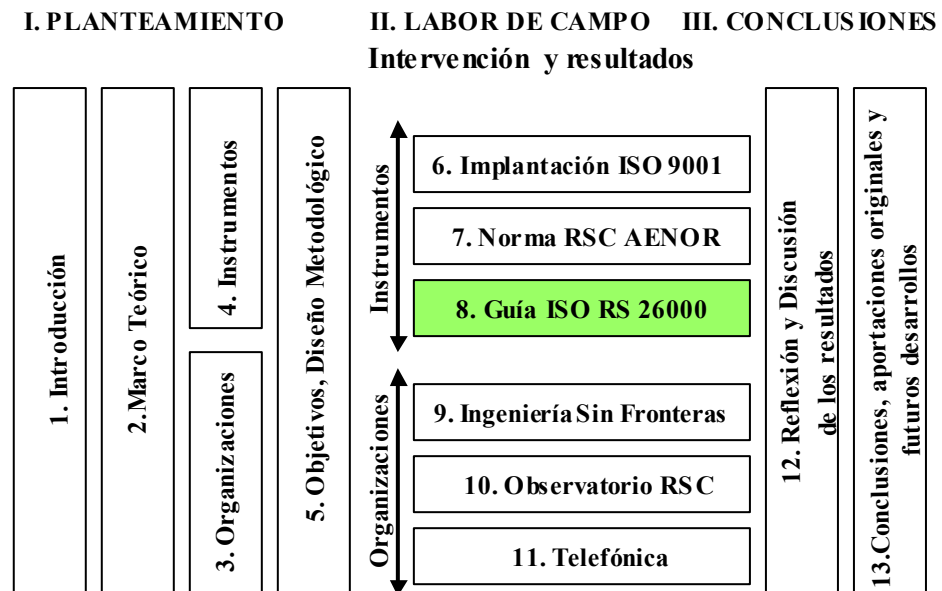 I. PLANTEAMIENTO
II. LABOR DE CAMPO
Intervención y resultados
III. CONCLUSIONES
1. Introducción
2.Marco Teórico
4. Instrumentos
3. Organizaciones
5. Objetivos, Diseño Metodológico
Instrumentos
6. Implantación ISO 9001
7. Norma RSC AENOR
8. Guía ISO RS 26000
Organizaciones
9. Ingeniería Sin Fronteras
10. Observatorio RSC
11. Telefónica
12. Reflexión y Discusión
de los resultados
13.Conclusiones, aportaciones originales y
futuros desarrollos